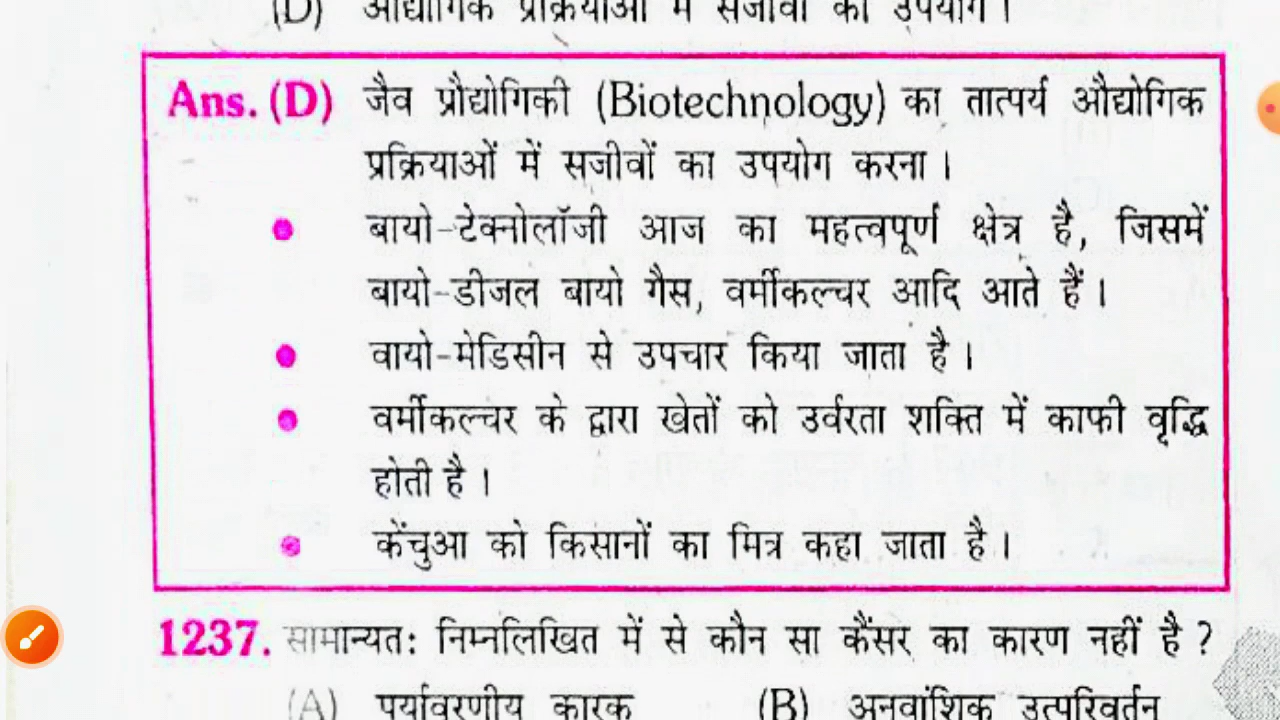 (D) औद्योगिक प्रक्रियाओं में सजीवों का उपयोग।
Ans. (D) जैव प्रौद्योगिकी (Biotechnology) का तात्पर्य औद्योगिक
प्रक्रियाओं में सजीवों का उपयोग करना।
बायो-टेक्नोलॉजी आज का महत्वपूर्ण क्षेत्र है, जिसमें
बायो-डीजल बायो गैस, वर्मीकल्चर आदि आते हैं।
वायो-मेडिसीन से उपचार किया जाता है।
वर्मीकल्चर के द्वारा खेतों को उर्वरता शक्ति में काफी वृद्धि
होती है।
केंचुआ को किसानों का मित्र कहा जाता है।
1237. सामान्यतः निम्नलिखित में से कौन सा कैंसर का कारण नहीं है ?
(A) पर्यावरणीय कारक (B) अनुवांशिक उत्परिवर्तन